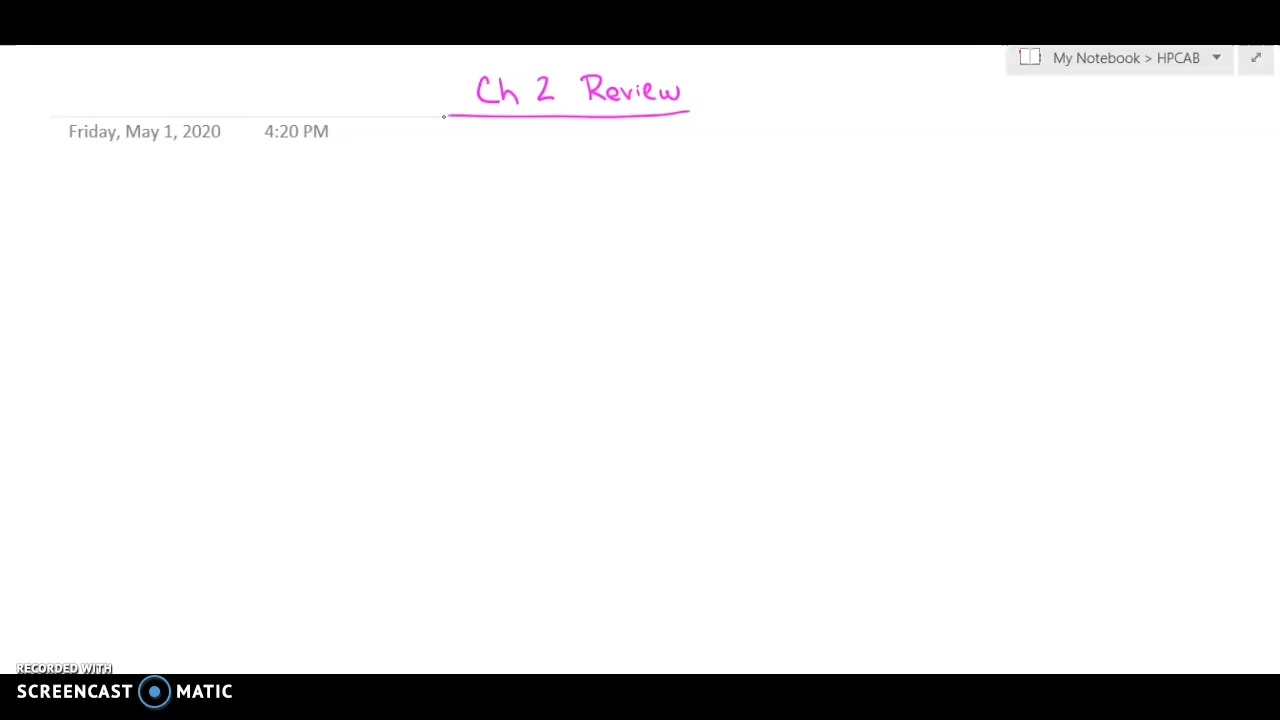 My Notebook > HPCAB
Ch 2 Review
Friday, May 1, 2020 4:20 PM
RECORDED WITH
SCREENCAST MATIC